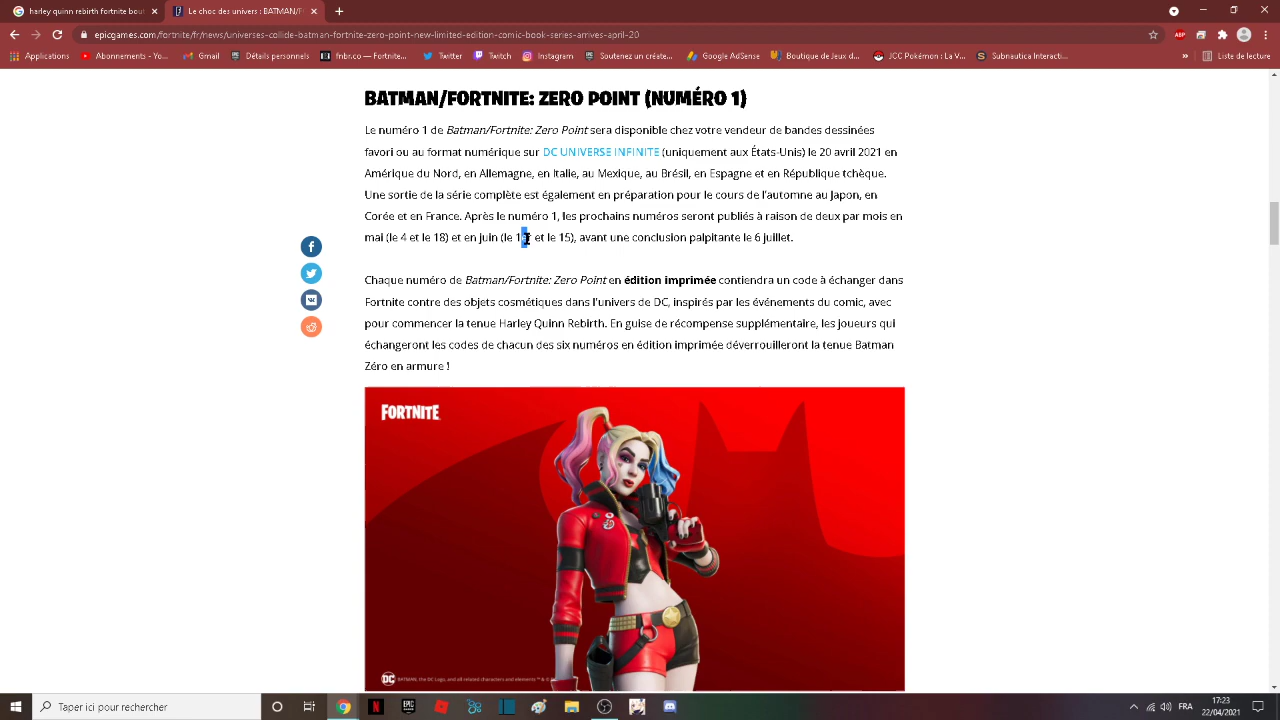 harley quinn rebirth fortnite bou
Le choc des univers : BATMAN/F
epicgames.com/fortnite/fr/news/universes-collide-batman-fortnite-zero-point-new-limited-edition-comic-book-series-arrives-april-20
Applications
Abonnements - Yo...
Gmail
Détails personnels
fnbr.co — Fortnite...
Twitter
Twitch
Instagram
Soutenez un créate...
Google AdSense
Boutique de Jeux d...
JCC Pokémon : La V...
Subnautica Interacti...
»
Liste de lecture
BATMAN/FORTNITE: ZERO POINT (NUMÉRO 1)
Le numéro 1 de Batman/Fortnite: Zero Point sera disponible chez votre vendeur de bandes dessinées
favori ou au format numérique sur DC UNIVERSE INFINITE (uniquement aux États-Unis) le 20 avril 2021 en
Amérique du Nord, en Allemagne, en Italie, au Mexique, au Brésil, en Espagne et en République tchèque.
Une sortie de la série complète est également en préparation pour le cours de l'automne au Japon, en
Corée et en France. Après le numéro 1, les prochains numéros seront publiés à raison de deux par mois en
mai (le 4 et le 18) et en juin (le 1er et le 15), avant une conclusion palpitante le 6 juillet.
Chaque numéro de Batman/Fortnite: Zero Point en édition imprimée contiendra un code à échanger dans
Fortnite contre des objets cosmétiques dans l'univers de DC, inspirés par les événements du comic, avec
pour commencer la tenue Harley Quinn Rebirth. En guise de récompense supplémentaire, les joueurs qui
échangeront les codes de chacun des six numéros en édition imprimée déverrouilleront la tenue Batman
Zéro en armure !
FORTNITE
DC BATMAN, the DC Logo, and all related characters and elements ™ & ©
Taper ici pour rechercher
FRA
17:23
22/04/2021